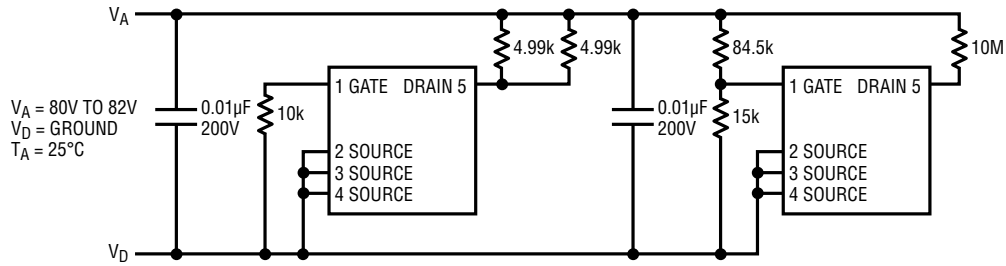 VA
4.99k
4.99k
84.5k
10M
1 GATE DRAIN 5
1 GATE DRAIN 5
VA = 80V TO 82V
VD = GROUND
TA = 25°C
0.01µF
200V
10k
0.01µF
200V
15k
2 SOURCE
3 SOURCE
4 SOURCE
2 SOURCE
3 SOURCE
4 SOURCE
VD